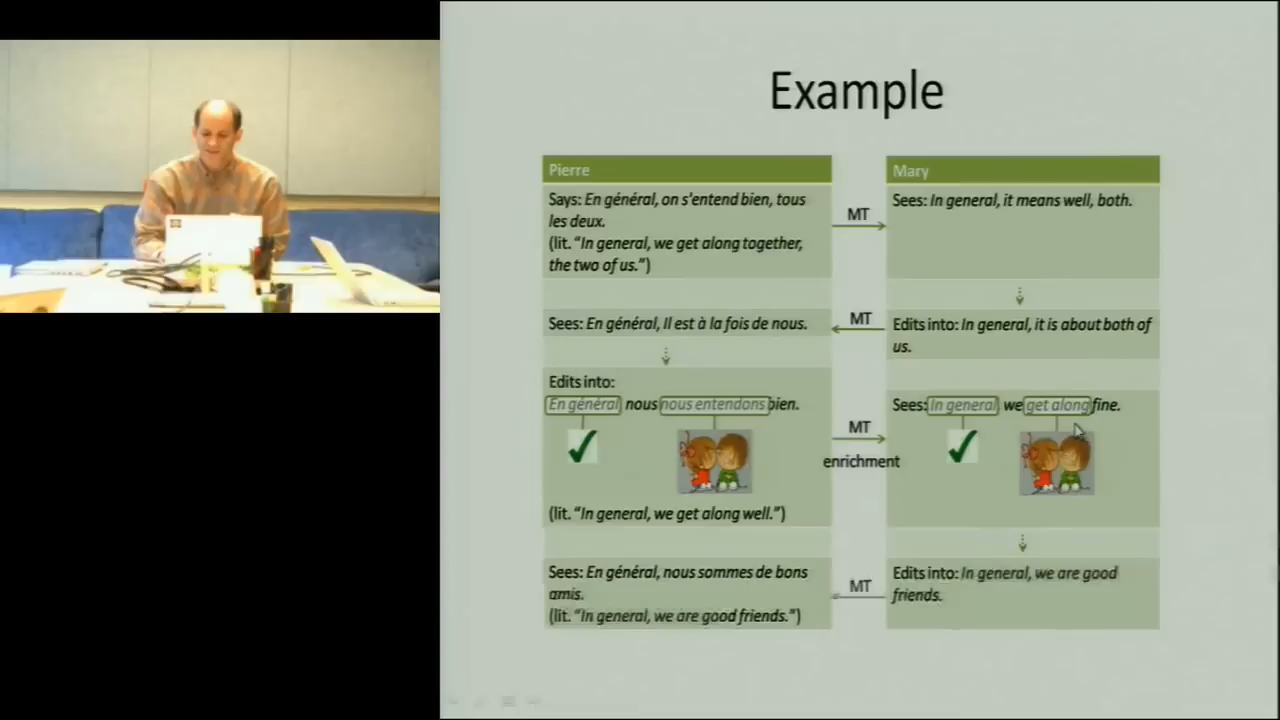 Example
Pierre
Mary
Says: En général, on s'entend bien, tous
les deux.
(lit. “In general, we get along together,
the two of us.”)
MT
Sees: In general, it means well, both.
Sees: En général, Il est à la fois de nous.
MT
Edits into: In general, it is about both of
us.
Edits into:
En général nous nous entendons bien.
(lit. “In general, we get along well.”)
MT
enrichment
Sees: In general we get along fine.
Sees: En général, nous sommes de bons
amis.
(lit. “In general, we are good friends.”)
MT
Edits into: In general, we are good
friends.